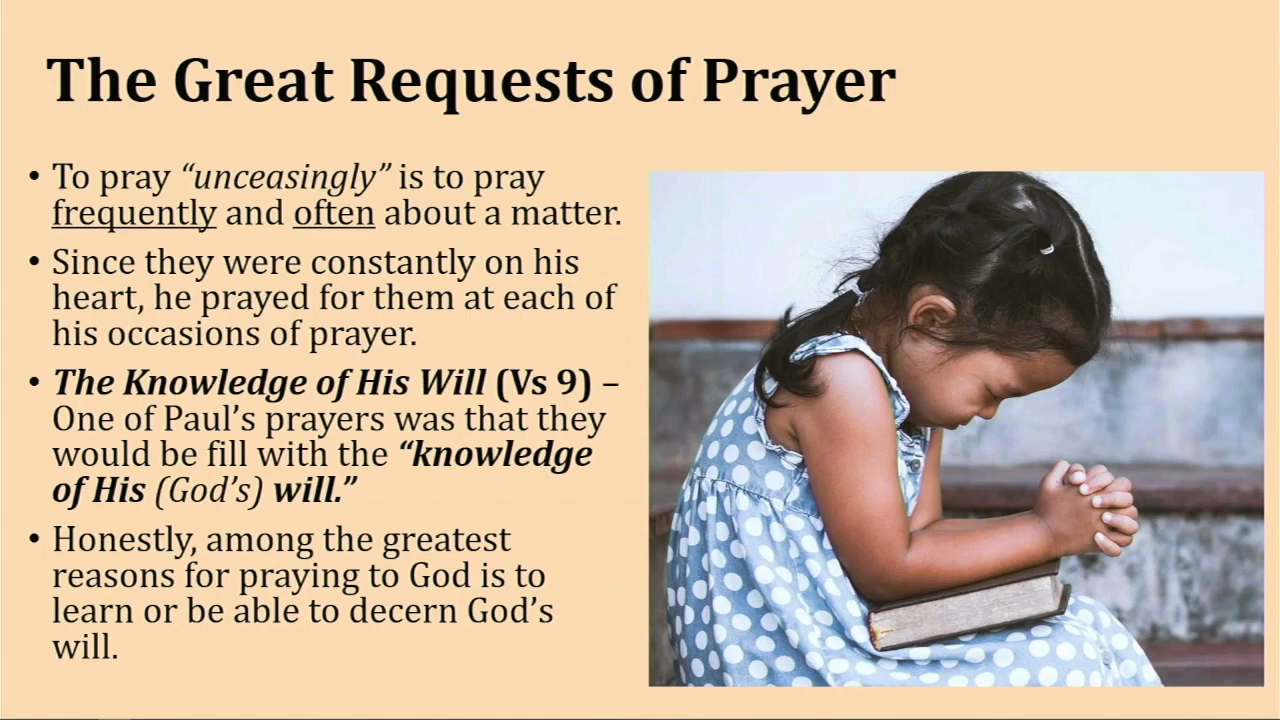 The Great Requests of Prayer
• To pray “unceasingly” is to pray
frequently and often about a matter.
• Since they were constantly on his
heart, he prayed for them at each of
his occasions of prayer.
• The Knowledge of His Will (Vs 9) –
One of Paul’s prayers was that they
would be fill with the “knowledge
of His (God’s) will.”
• Honestly, among the greatest
reasons for praying to God is to
learn or be able to decern God’s
will.